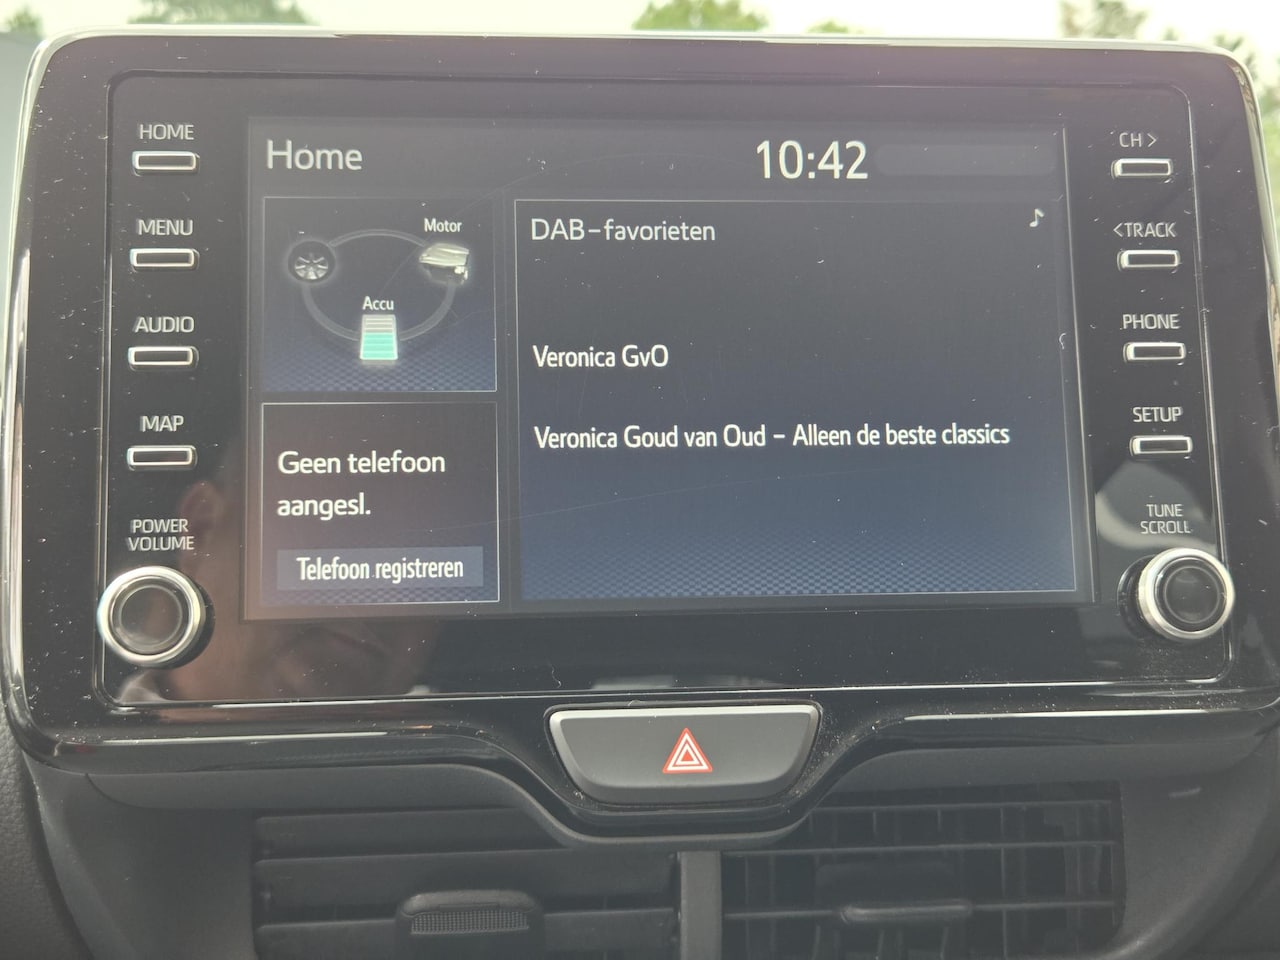 HOME
MENU
AUDIO
MAP
POWER
VOLUME
Home
10:42
Motor
Accu
Geen telefoon
aangesl.
Telefoon registreren
DAB-favorieten
Veronica GvO
Veronica Goud van Oud - Alleen de beste classics
CH >
<TRACK
PHONE
SETUP
TUNE
SCROLL